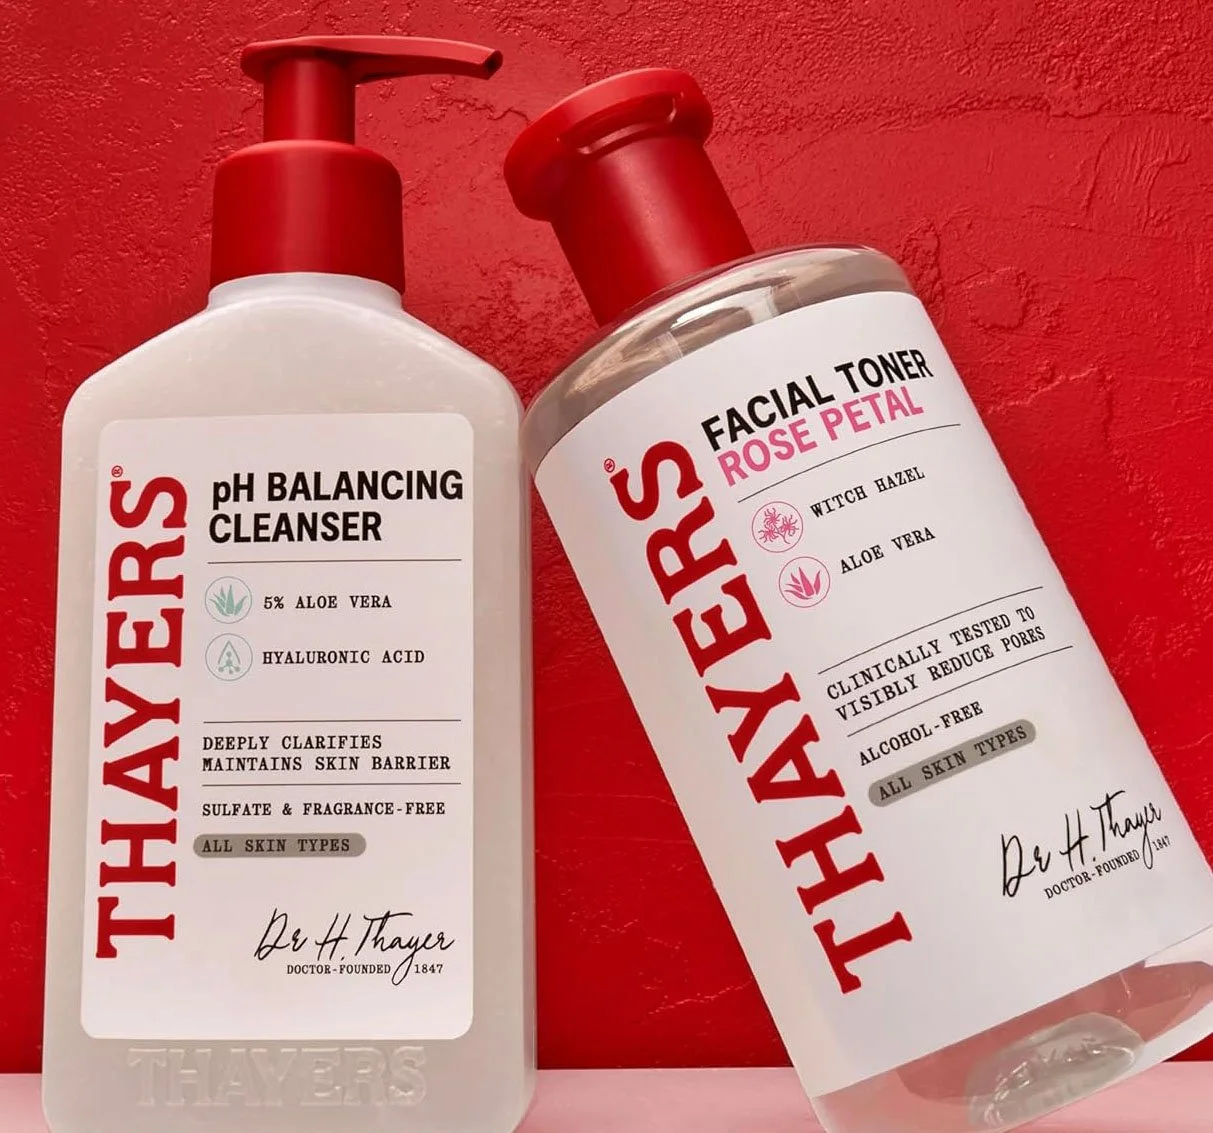 THAYERS®
pH BALANCING
CLEANSER
5% ALOE VERA
HYALURONIC ACID
DEEPLY CLARIFIES
MAINTAINS SKIN BARRIER
SULFATE & FRAGRANCE-FREE
ALL SKIN TYPES
Dr H. Thayer
DOCTOR-FOUNDED 1847
THAYERS
THAYERS®
FACIAL TONER
ROSE PETAL
WITCH HAZEL
ALOE VERA
CLINICALLY TESTED TO
VISIBLY REDUCE PORES
ALCOHOL-FREE
ALL SKIN TYPES
Dr H. Thayer
DOCTOR-FOUNDED 1847